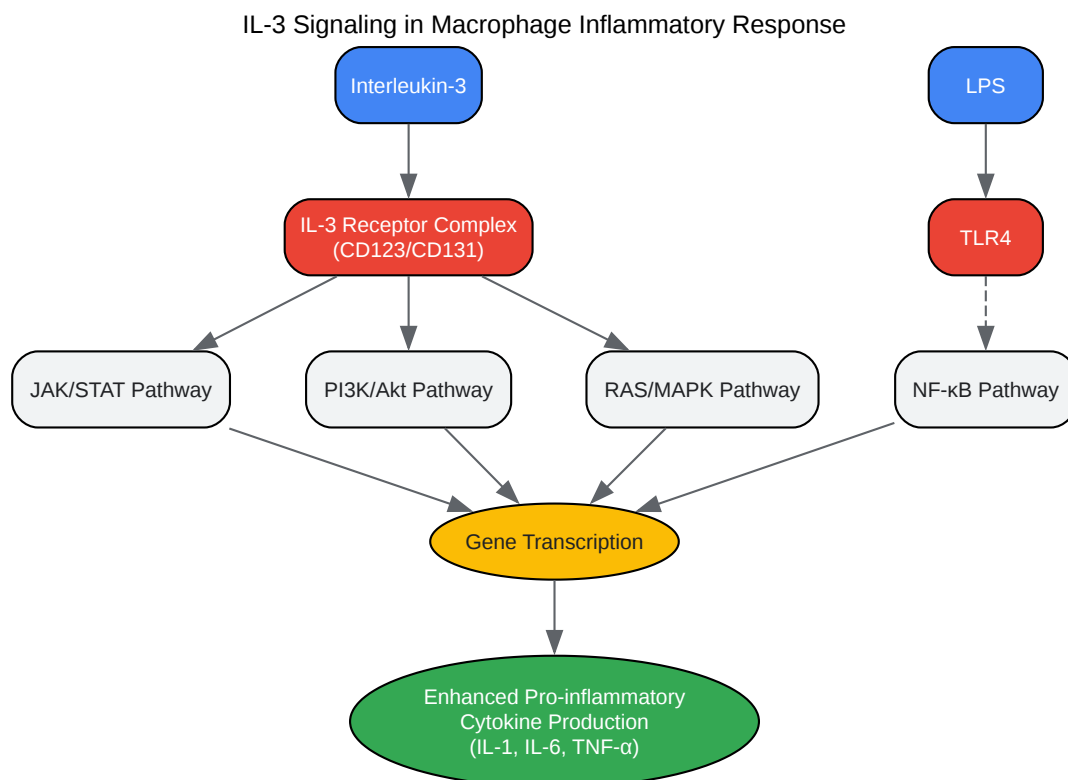 IL-3 Signaling in Macrophage Inflammatory Response
Interleukin-3
LPS
IL-3 Receptor Complex
(CD123/CD131)
TLR4
JAK/STAT Pathway
PI3K/Akt Pathway
RAS/MAPK Pathway
NF-κB Pathway
Gene Transcription
Enhanced Pro-inflammatory
Cytokine Production
(IL-1, IL-6, TNF-α)